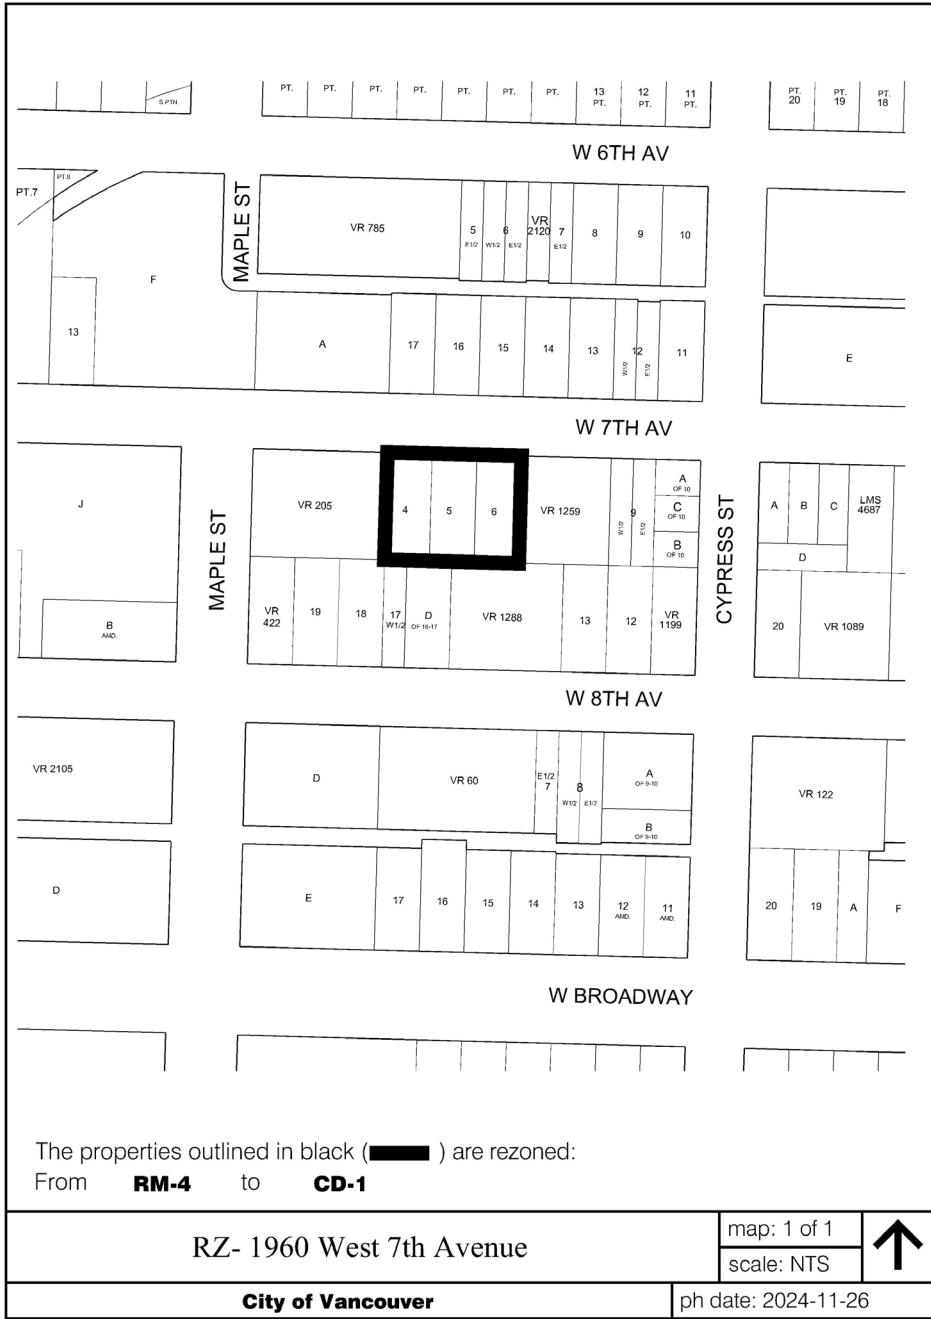 S.PTN.
PT. PT. PT. PT. PT. PT. PT. 13 PT. 12 PT. 11 PT.
PT. 20 PT. 19 PT. 18
W 6TH AV
PT.7
PT.8
F
13
MAPLE ST
VR 785
5 E1/2
6 W1/2 E1/2
VR 2120
7 E1/2
8
9
10
A
17
16
15
14
13
12 W1/2 E1/2
11
E
W 7TH AV
J
B AMD.
MAPLE ST
VR 205
4
5
6
VR 1259
9 W1/2 E1/2
A OF 10
C OF 10
B OF 10
CYPRESS ST
A
B
C
LMS 4687
D
VR 422
19
18
17 W1/2
D OF 16-17
VR 1288
13
12
VR 1199
20
VR 1089
W 8TH AV
VR 2105
D
VR 60
E1/2 7
8 W1/2 E1/2
A OF 9-10
B OF 9-10
VR 122
D
E
17
16
15
14
13
12 AMD.
11 AMD.
20
19
A
F
W BROADWAY
The properties outlined in black ( ) are rezoned:
From RM-4 to CD-1
RZ- 1960 West 7th Avenue
map: 1 of 1
scale: NTS
City of Vancouver
ph date: 2024-11-26